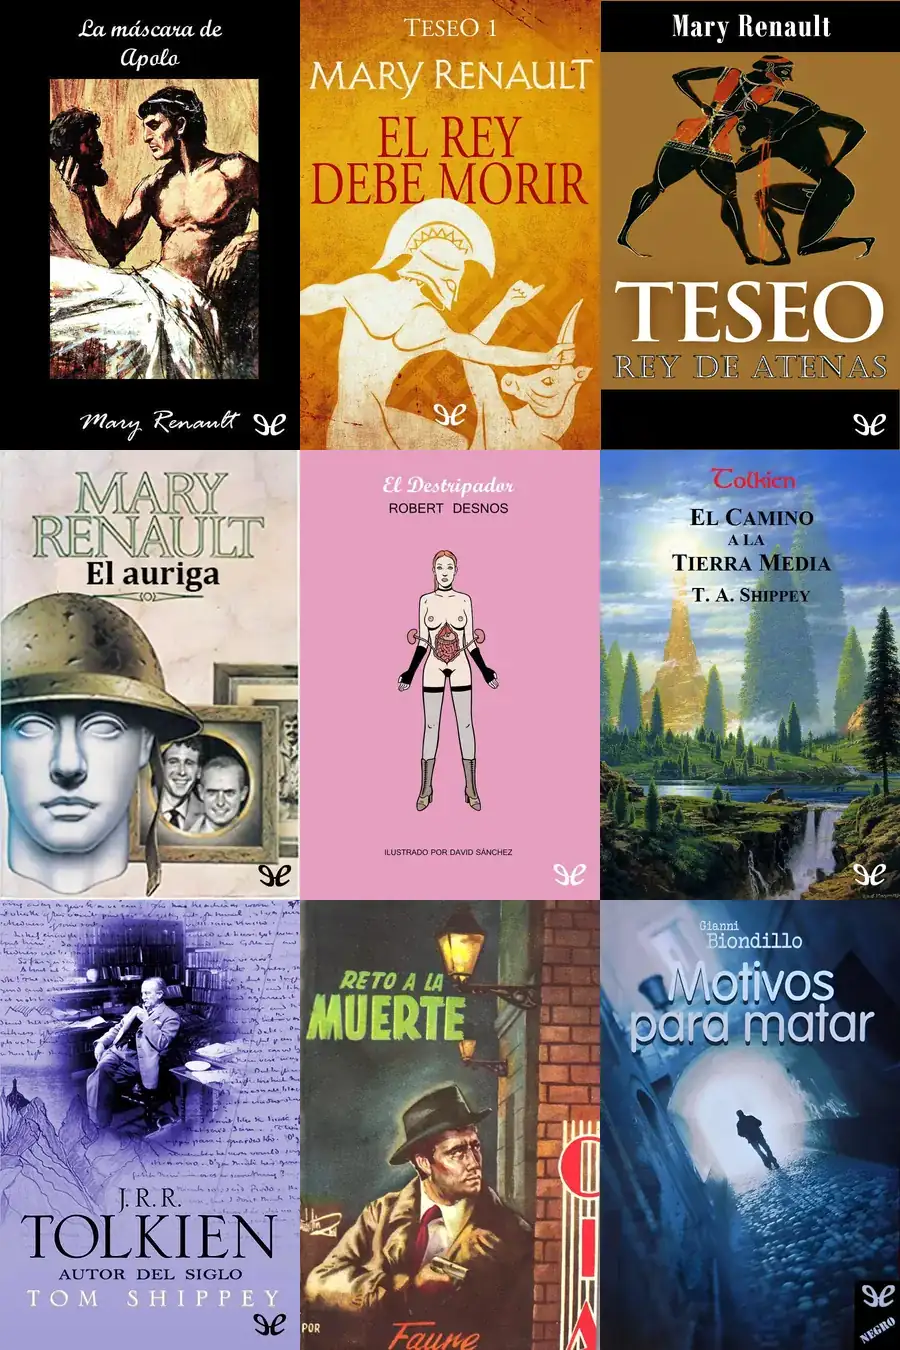 La máscara de
Apolo
Mary Renault
TESEO 1
MARY RENAULT
EL REY
DEBE MORIR
Mary Renault
TESEO
REY DE ATENAS
MARY
RENAULT
El auriga
El Destripador
ROBERT DESNOS
ILUSTRADO POR DAVID SÁNCHEZ
Tolkien
EL CAMINO
A LA
TIERRA MEDIA
T. A. SHIPPEY
J.R.R.
TOLKIEN
AUTOR DEL SIGLO
TOM SHIPPEY
RETO A LA
MUERTE
CIA
POR
Faure
Gianni
Biondillo
Motivos
para matar
NEGRO